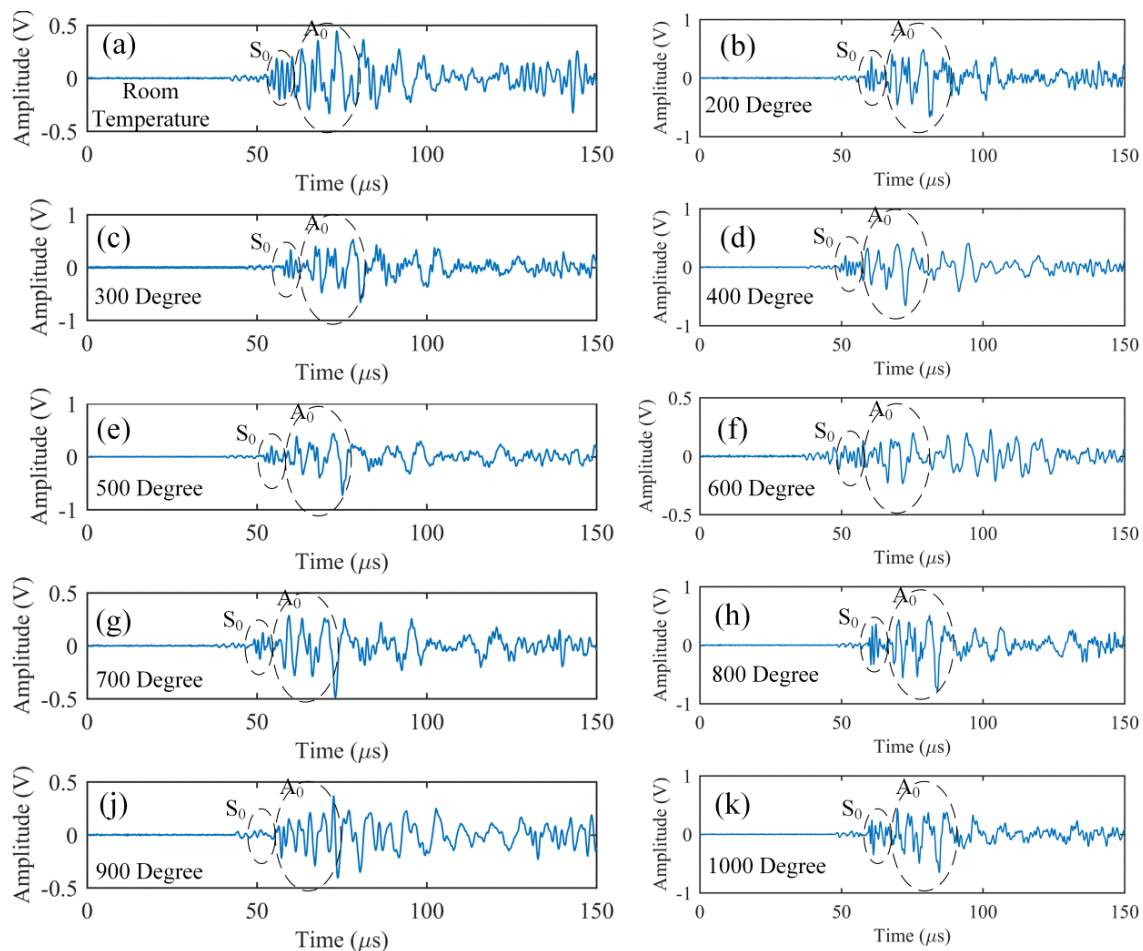 Amplitude (V)
0.5
0
-0.5
(a)
S0
A0
Room
Temperature
0
50
100
150
Time (μs)
Amplitude (V)
1
0
-1
(b)
S0
A0
200 Degree
0
50
100
150
Time (μs)
Amplitude (V)
1
0
-1
(c)
S0
A0
300 Degree
0
50
100
150
Time (μs)
Amplitude (V)
1
0
-1
(d)
S0
A0
400 Degree
0
50
100
150
Time (μs)
Amplitude (V)
1
0
-1
(e)
S0
A0
500 Degree
0
50
100
150
Time (μs)
Amplitude (V)
0.5
0
-0.5
(f)
S0
A0
600 Degree
0
50
100
150
Time (μs)
Amplitude (V)
0.5
0
-0.5
(g)
S0
A0
700 Degree
0
50
100
150
Time (μs)
Amplitude (V)
1
0
-1
(h)
S0
A0
800 Degree
0
50
100
150
Time (μs)
Amplitude (V)
0.5
0
-0.5
(j)
S0
A0
900 Degree
0
50
100
150
Time (μs)
Amplitude (V)
1
0
-1
(k)
S0
A0
1000 Degree
0
50
100
150
Time (μs)